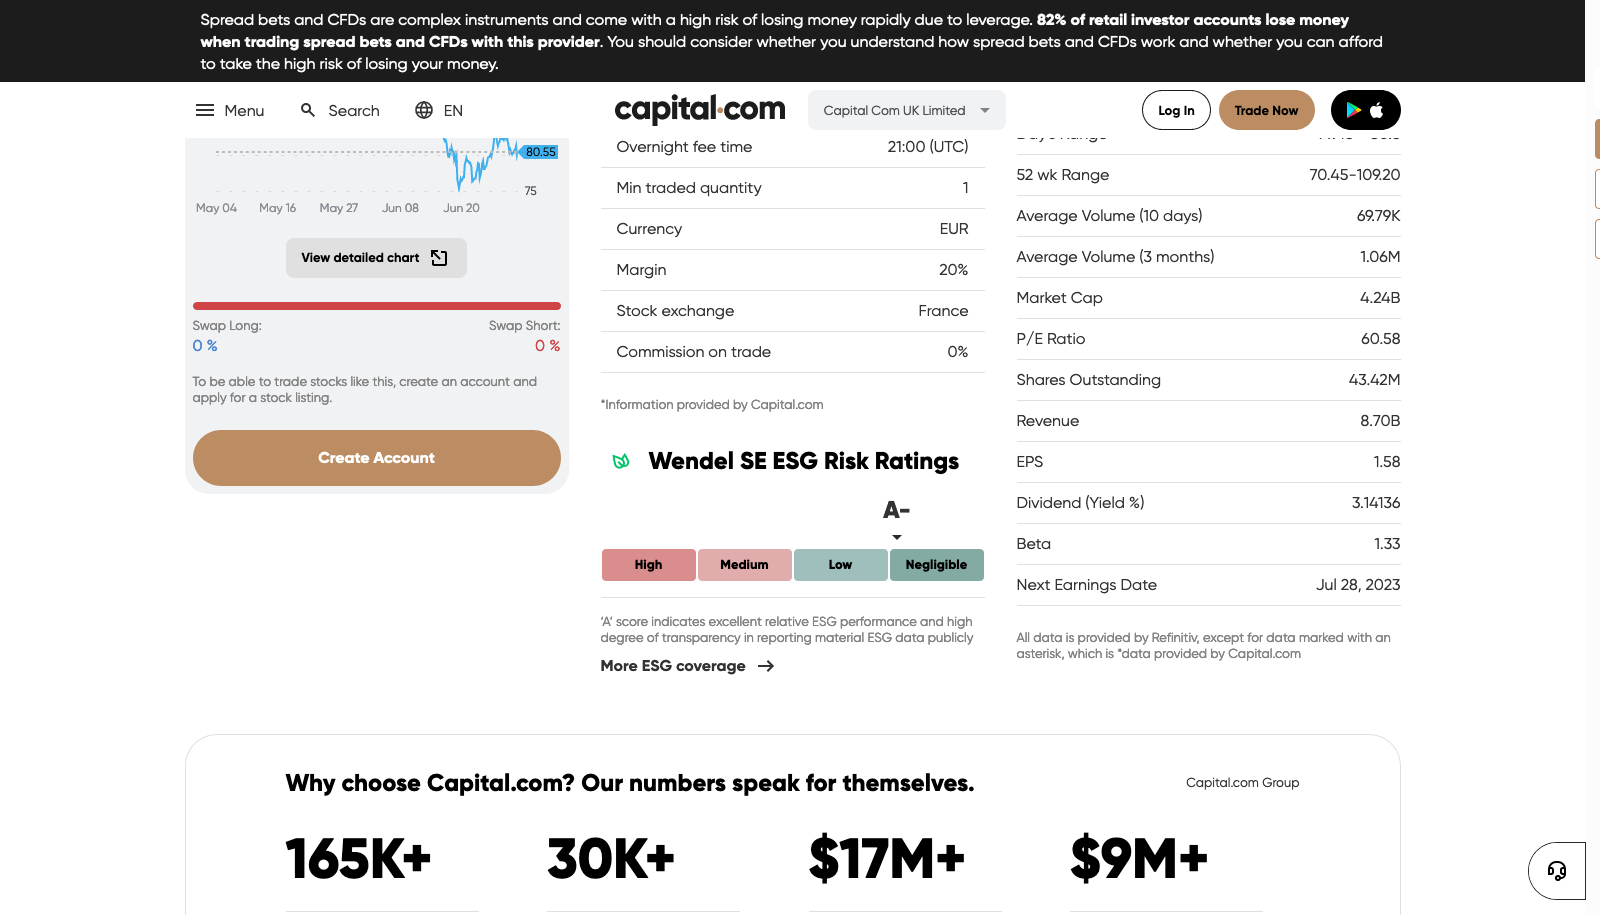 Spread bets and CFDs are complex instruments and come with a high risk of losing money rapidly due to leverage. 82% of retail investor accounts lose money
when trading spread bets and CFDs with this provider. You should consider whether you understand how spread bets and CFDs work and whether you can afford
to take the high risk of losing your money.
Menu
Search
EN
capital.com
Capital Com UK Limited
Log In
Trade Now
80.55
75
May 04
May 16
May 27
Jun 08
Jun 20
View detailed chart
Swap Long:
Swap Short:
0 %
0 %
To be able to trade stocks like this, create an account and
apply for a stock listing.
Create Account
Overnight fee time 21:00 (UTC)
Min traded quantity 1
Currency EUR
Margin 20%
Stock exchange France
Commission on trade 0%
*Information provided by Capital.com
Wendel SE ESG Risk Ratings
A-
High
Medium
Low
Negligible
'A' score indicates excellent relative ESG performance and high
degree of transparency in reporting material ESG data publicly
More ESG coverage
52 wk Range 70.45-109.20
Average Volume (10 days) 69.79K
Average Volume (3 months) 1.06M
Market Cap 4.24B
P/E Ratio 60.58
Shares Outstanding 43.42M
Revenue 8.70B
EPS 1.58
Dividend (Yield %) 3.14136
Beta 1.33
Next Earnings Date Jul 28, 2023
All data is provided by Refinitiv, except for data marked with an
asterisk, which is *data provided by Capital.com
Why choose Capital.com? Our numbers speak for themselves.
Capital.com Group
165K+
30K+
$17M+
$9M+